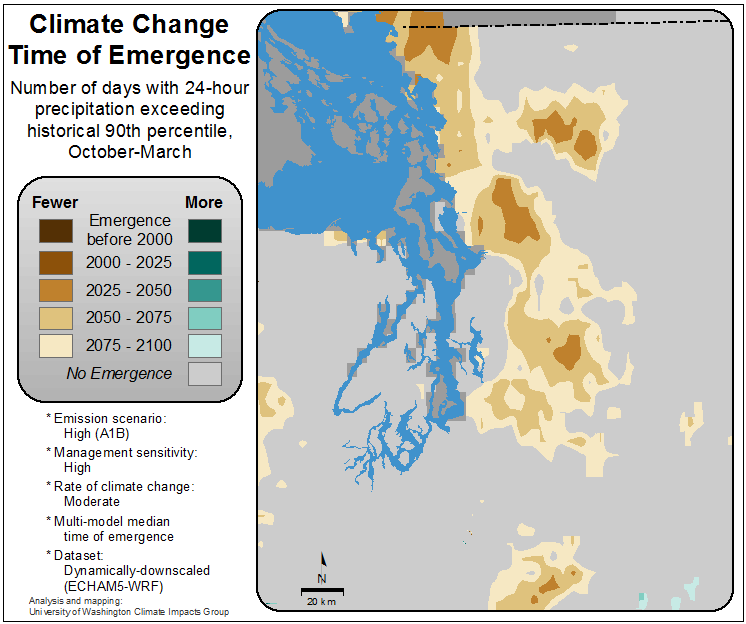 Climate Change
Time of Emergence
Number of days with 24-hour
precipitation exceeding
historical 90th percentile,
October-March
Fewer More
Emergence
before 2000
2000 - 2025
2025 - 2050
2050 - 2075
2075 - 2100
No Emergence
* Emission scenario:
High (A1B)
* Management sensitivity:
High
* Rate of climate change:
Moderate
* Multi-model median
time of emergence
* Dataset:
Dynamically-downscaled
(ECHAM5-WRF)
Analysis and mapping:
University of Washington Climate Impacts Group
N
20 km